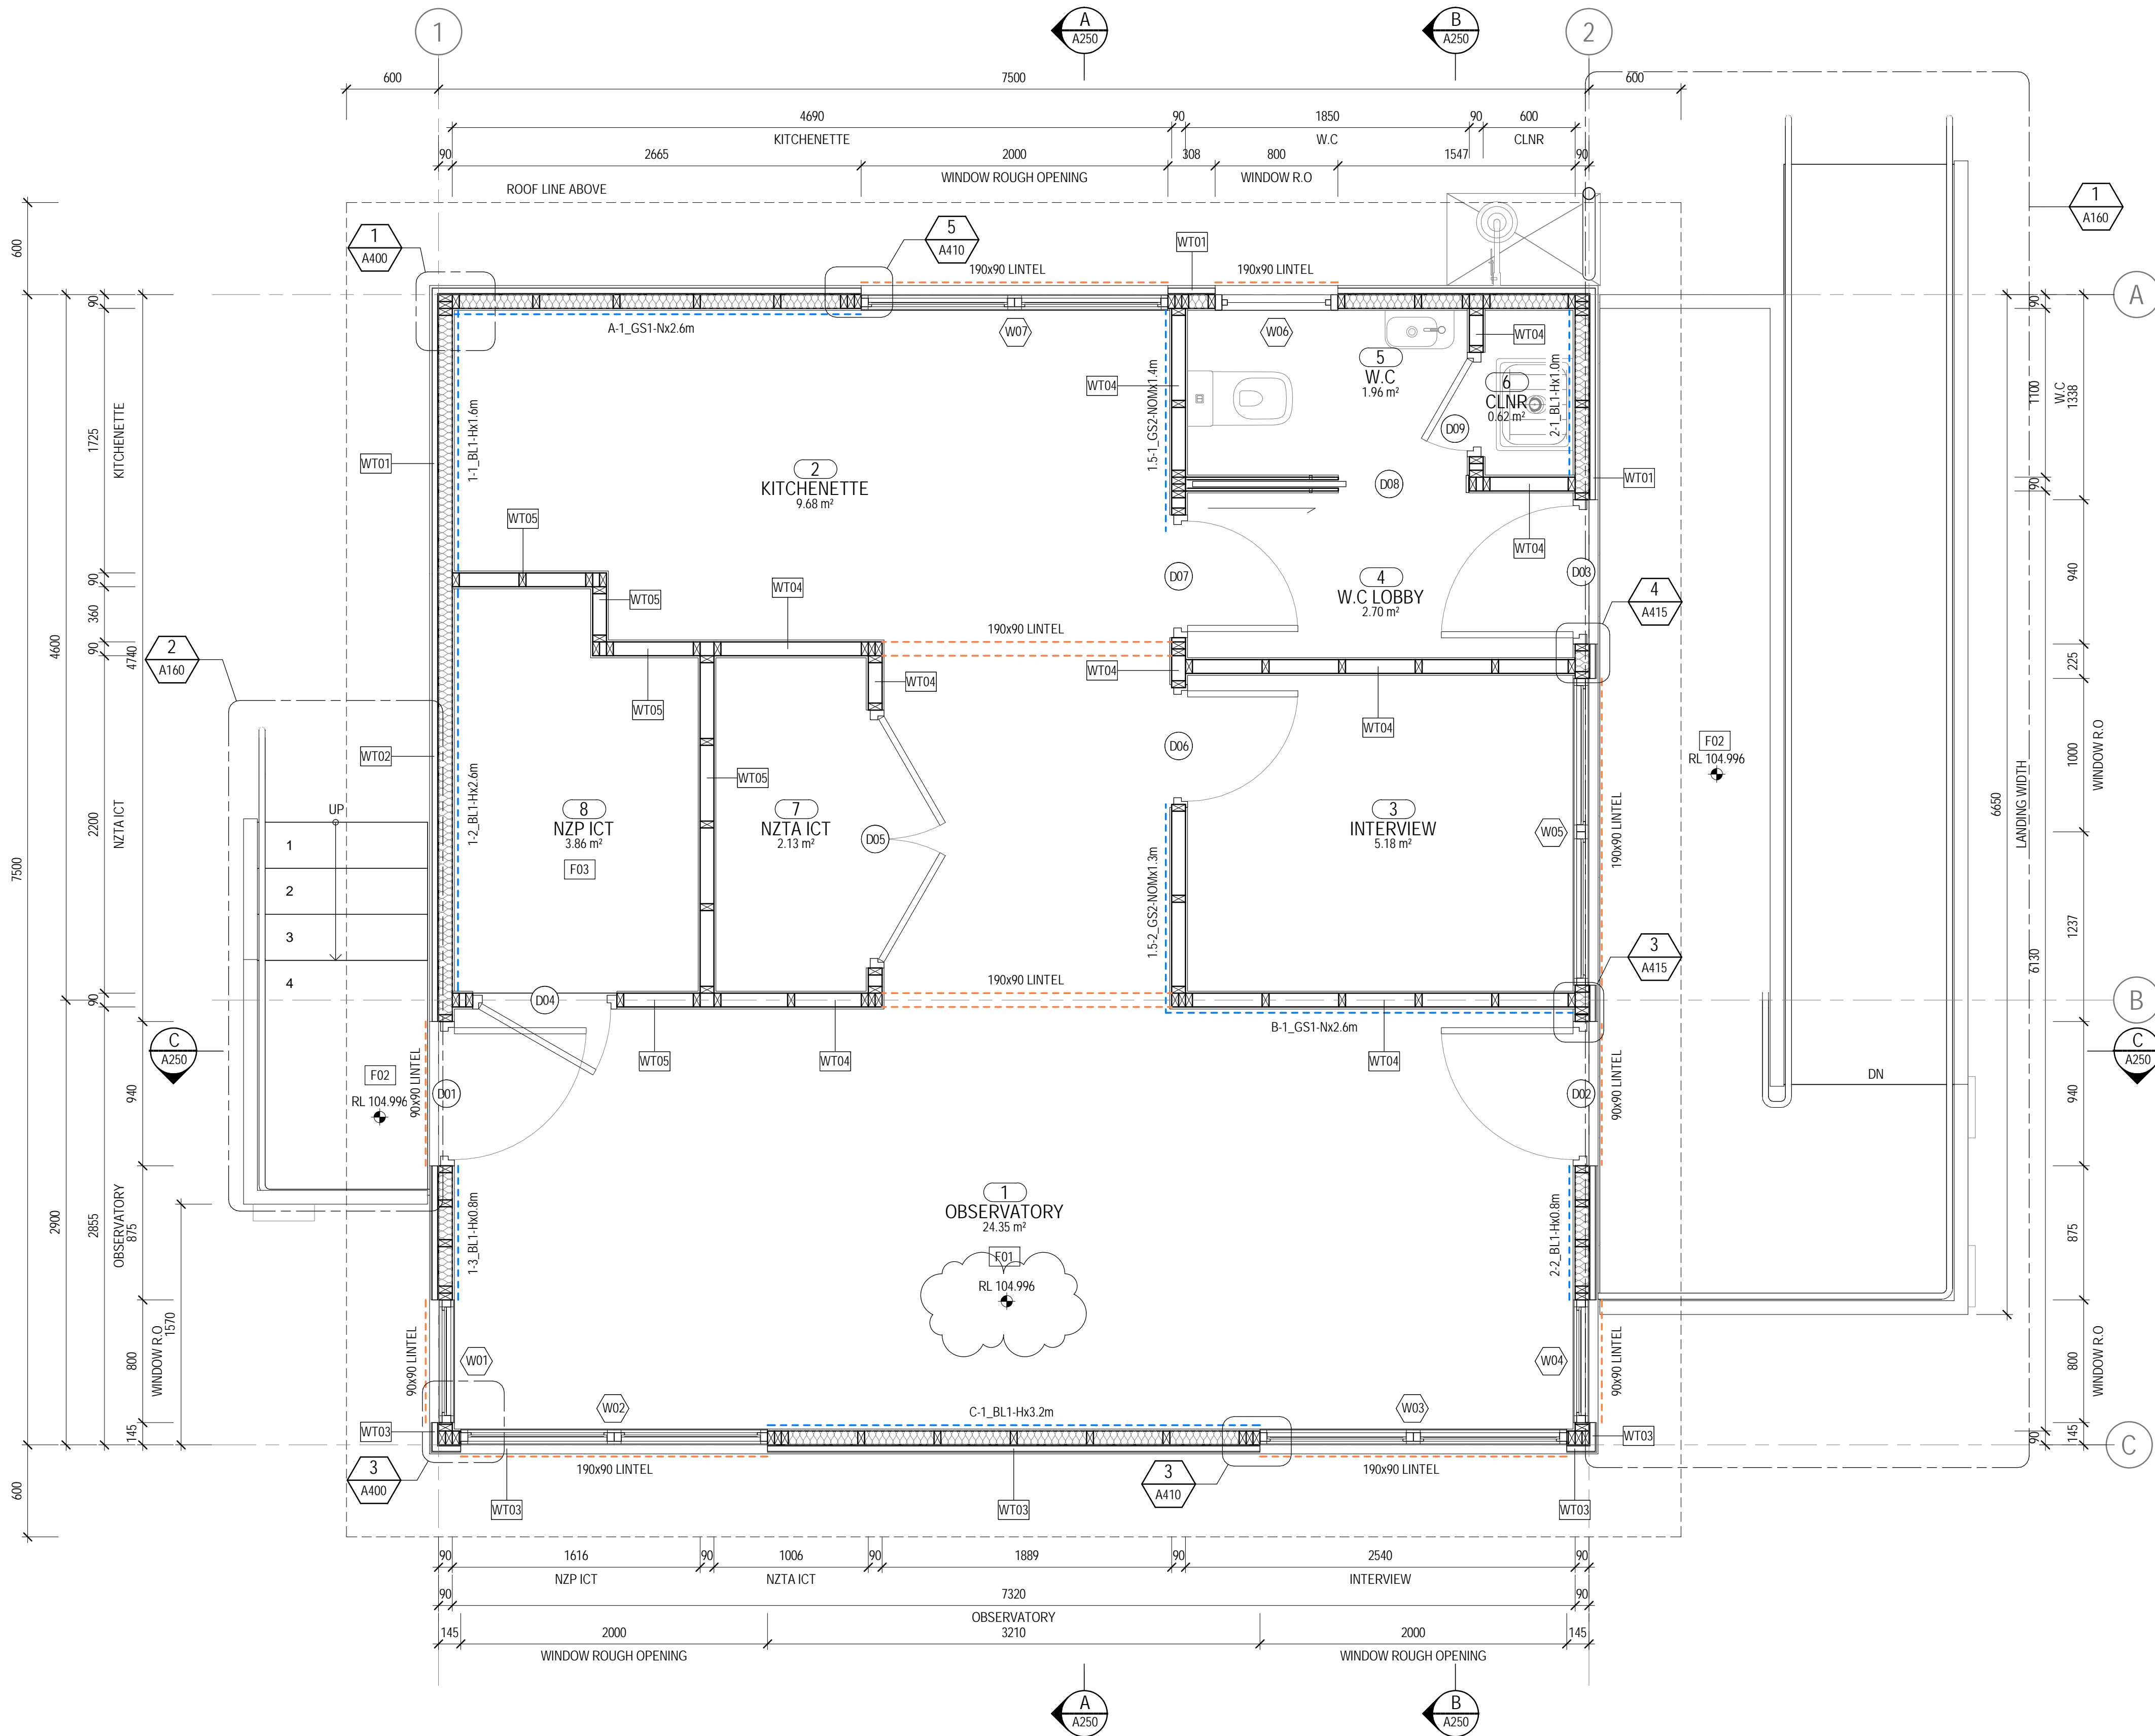 1
A
A250
B
A250
2
600
7500
600
4690
90
1850
90
600
KITCHENETTE
W.C
CLNR
90
2665
2000
308
800
1547
90
WINDOW ROUGH OPENING
WINDOW R.O
ROOF LINE ABOVE
1
A400
5
A410
WT01
1
A160
190x90 LINTEL
190x90 LINTEL
A
A-1_GS1-Nx2.6m
W07
W06
WT04
5
W.C
1.96 m²
6
CLNR
0.62 m²
WT04
1.5-1_GS2-NOMx1.4m
2-1_BL1-Hx1.0m
1-1_BL1-Hx1.6m
D09
WT01
2
KITCHENETTE
9.68 m²
D08
WT01
WT05
WT04
D07
4
W.C LOBBY
2.70 m²
D03
WT05
WT04
4
A415
190x90 LINTEL
2
A160
WT04
WT04
WT05
WT04
F02
RL 104.996
D06
WT02
WT05
1-2_BL1-Hx2.6m
UP
1
2
3
4
8
NZP ICT
3.86 m²
F03
7
NZTA ICT
2.13 m²
D05
3
INTERVIEW
5.18 m²
W05
190x90 LINTEL
1.5-2_GS2-NOMx1.3m
3
A415
190x90 LINTEL
D04
B
B-1_GS1-Nx2.6m
C
A250
WT05
WT04
WT04
C
A250
F02
RL 104.996
90x90 LINTEL
D01
D02
90x90 LINTEL
DN
1
OBSERVATORY
24.35 m²
F01
RL 104.996
1-3_BL1-Hx0.8m
2-2_BL1-Hx0.8m
90x90 LINTEL
W01
W04
90x90 LINTEL
W02
C-1_BL1-Hx3.2m
W03
WT03
WT03
C
190x90 LINTEL
190x90 LINTEL
3
A400
3
A410
WT03
WT03
WT03
600
7500
600
4600
2900
90
1725
90
360
90
2200
90
2855
KITCHENETTE
NZTA ICT
OBSERVATORY
4740
940
875
800
145
WINDOW R.O
1570
6650
LANDING WIDTH
90
1100
90
6130
90
W.C
1338
940
225
1000
1237
940
875
800
145
WINDOW R.O
WINDOW R.O
90
1616
90
1006
90
1889
90
2540
90
NZP ICT
NZTA ICT
INTERVIEW
90
7320
90
OBSERVATORY
145
2000
3210
2000
145
WINDOW ROUGH OPENING
WINDOW ROUGH OPENING
A
A250
B
A250